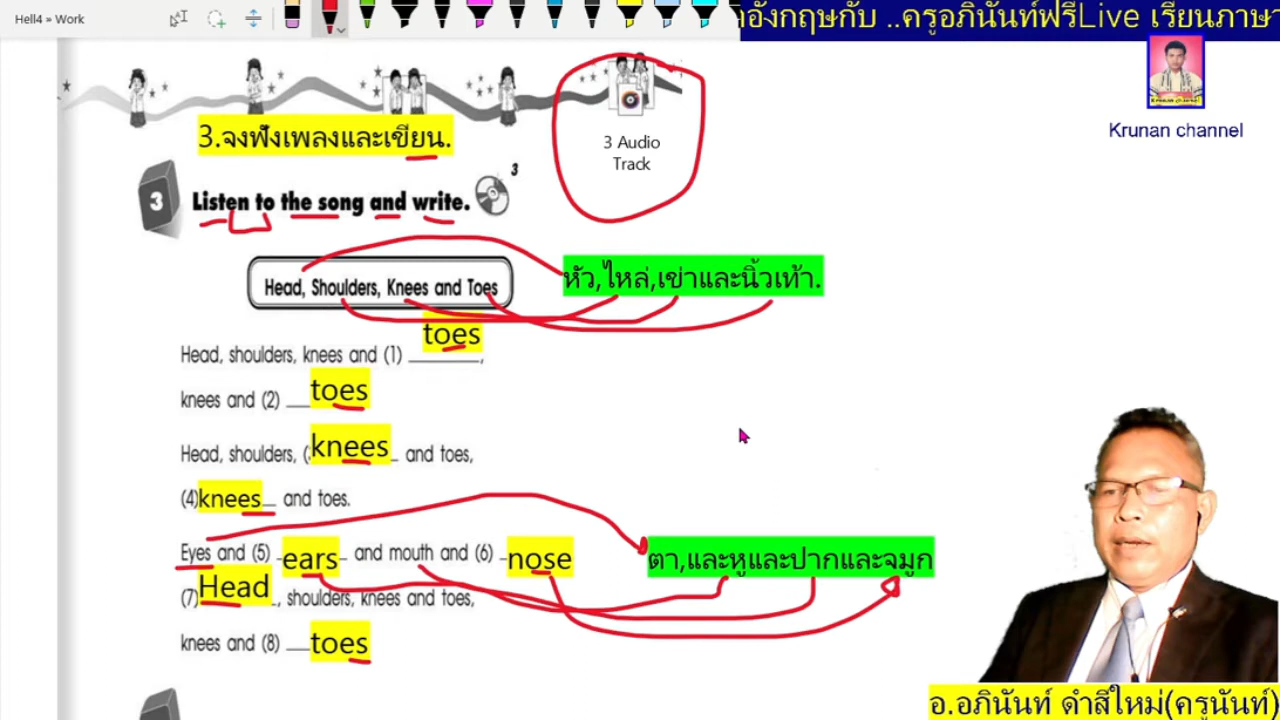 Hell4 » Work
อังกฤษกับ ..ครูอภินันท์ฟรีLive เรียนภาษา
Krunan channel
3 Audio
Track
3.จงฟังเพลงและเขียน.
3
3 Listen to the song and write.
Head, Shoulders, Knees and Toes
หัว,ไหล่,เข่าและนิ้วเท้า.
Head, shoulders, knees and (1) toes,
knees and (2) toes
Head, shoulders, ( knees and toes,
(4) knees and toes.
Eyes and (5) ears and mouth and (6) nose
ตา,และหูและปากและจมูก
(7) Head, shoulders, knees and toes,
knees and (8) toes
อ.อภินันท์ ดำสีใหม่(ครูนันท์)